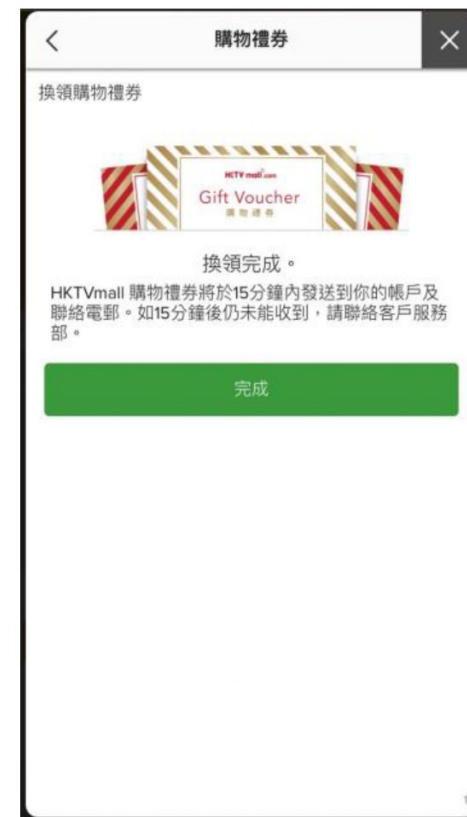 購物禮券
換領購物禮券
HKTV mall.com
Gift Voucher
購物禮券
換領完成。
HKTVmall 購物禮券將於15分鐘內發送到你的帳戶及
聯絡電郵。如15分鐘後仍未能收到，請聯絡客戶服務
部。
完成